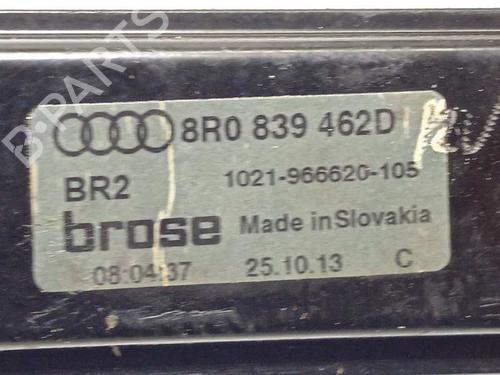 8R0 839 462D
BR2 1021-966620-105
brose Made in Slovakia
08:04:37 25.10.13 C
B-PARTS